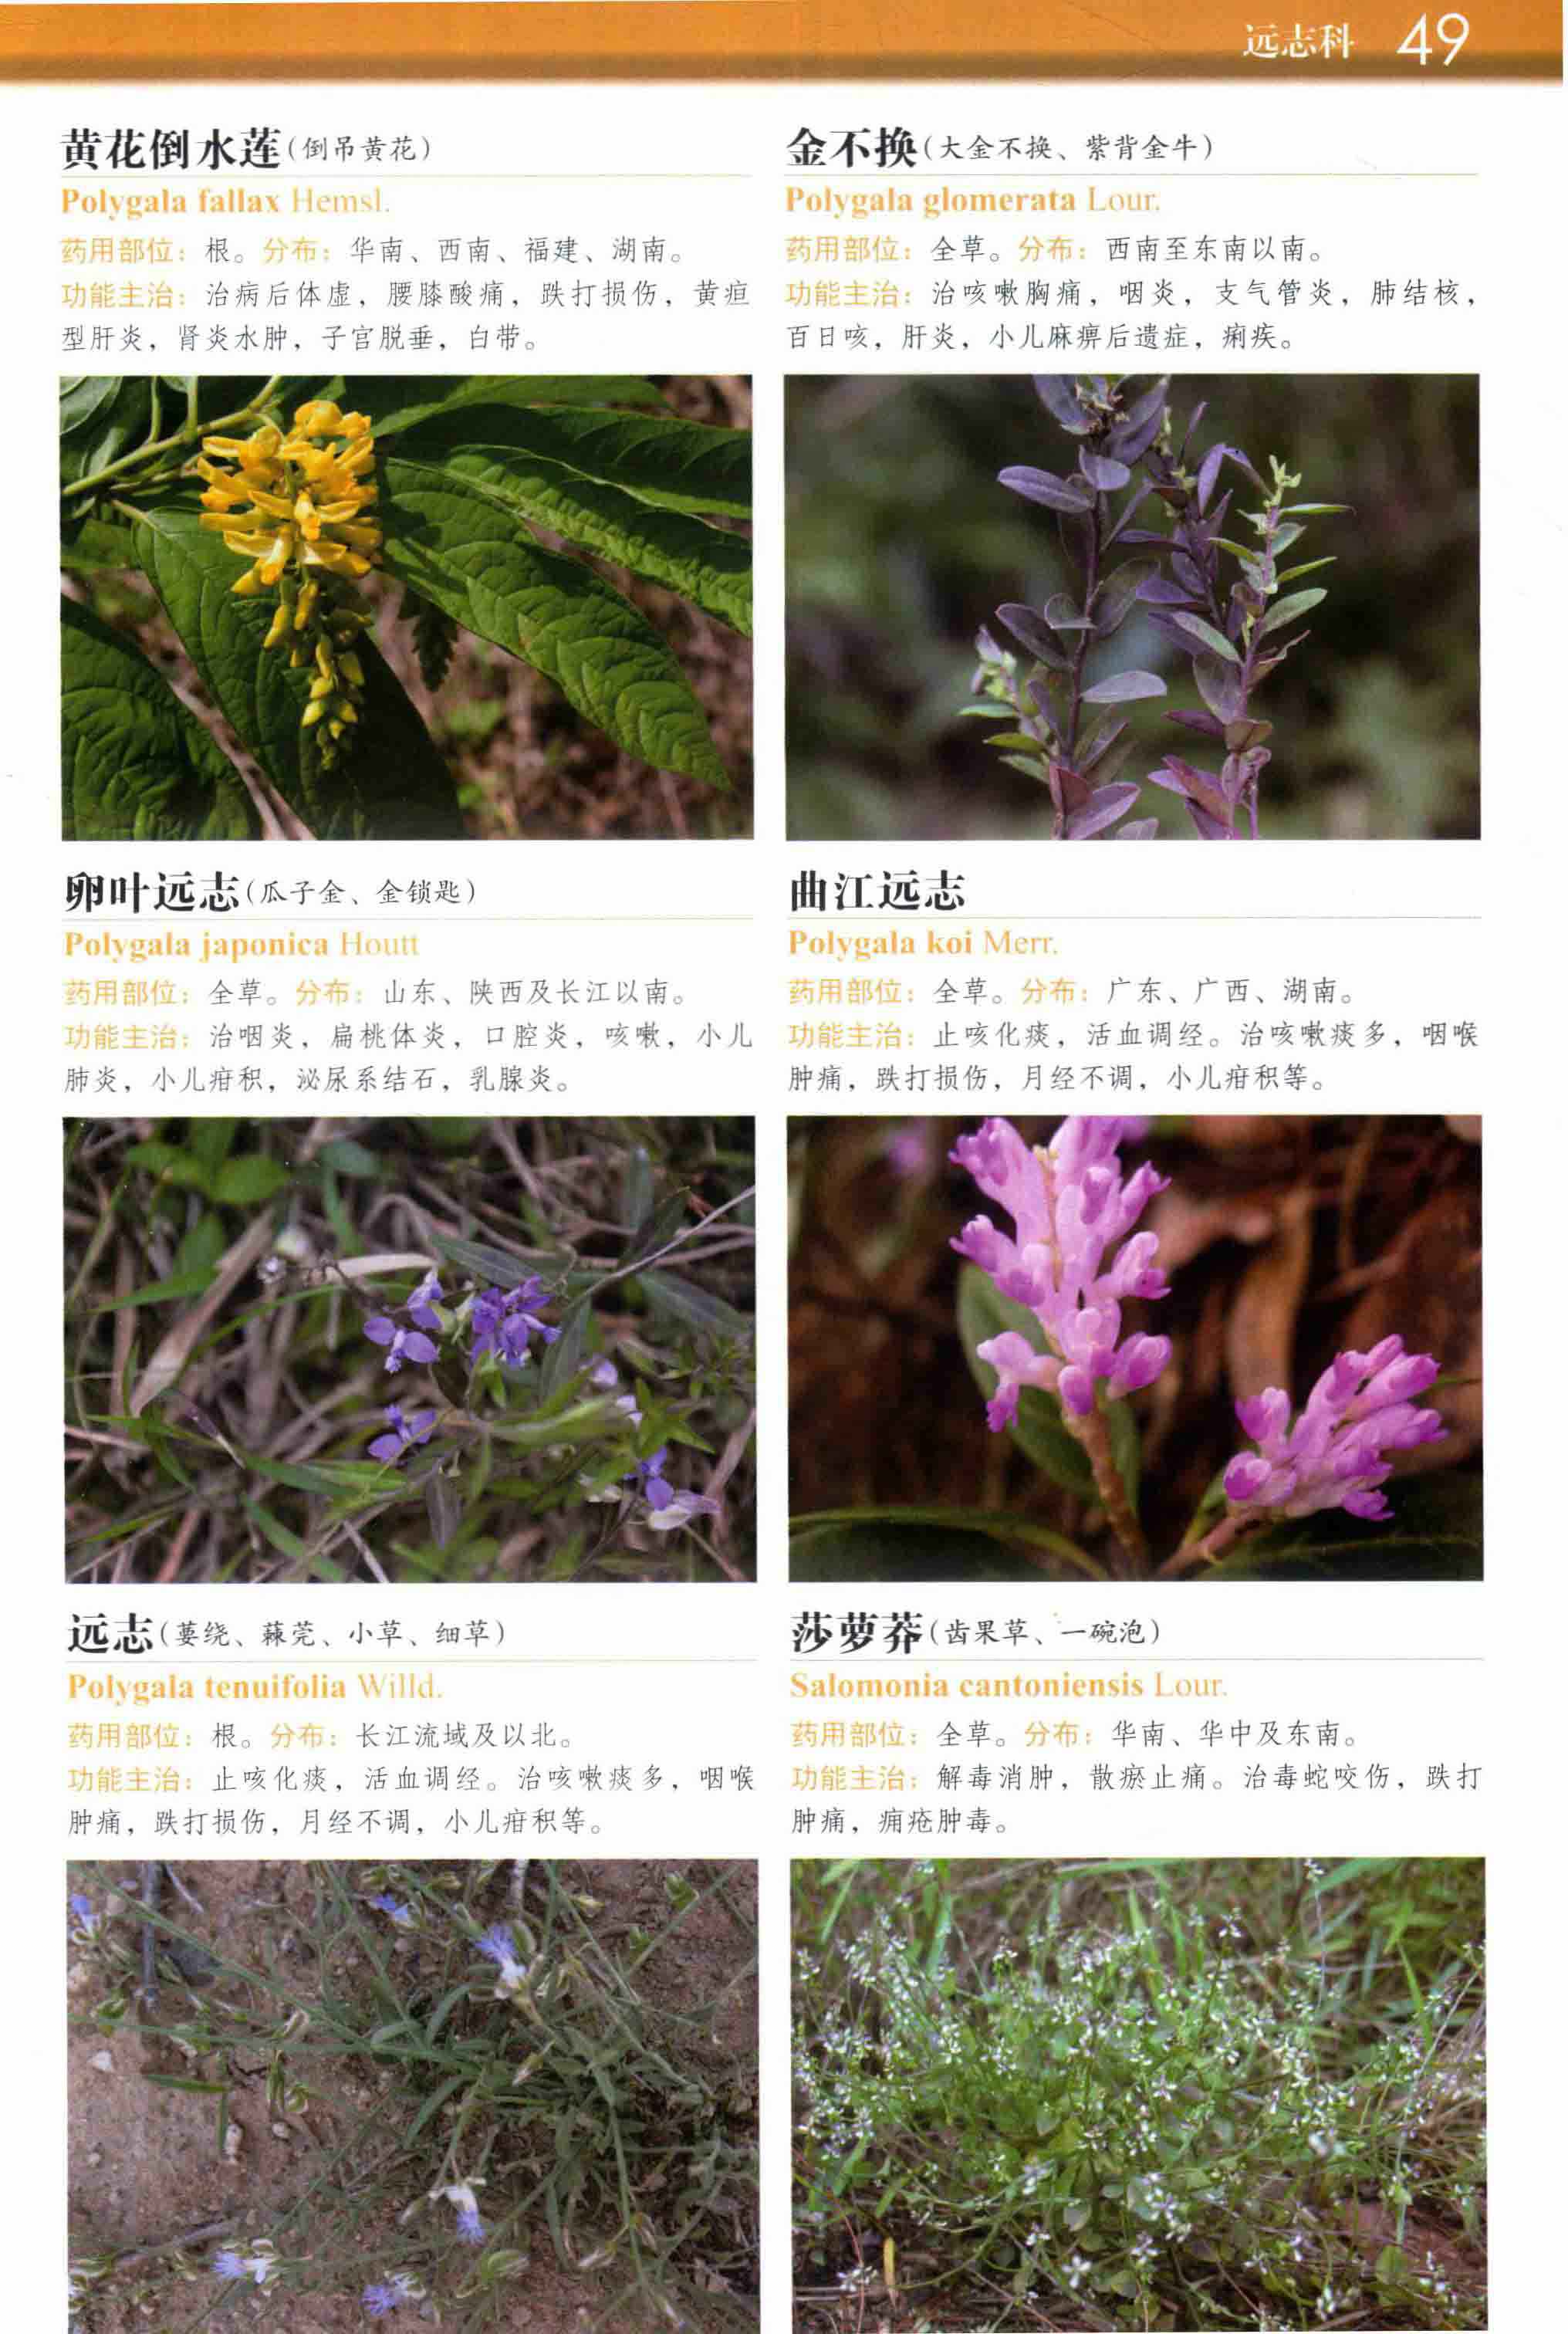 远志科 49
黄花倒水莲(倒吊黄花)
Polygala fallax Hemsl.
药用部位：根。分布：华南、西南、福建、湖南。
功能主治：治病后体虚，腰膝酸痛，跌打损伤，黄疸
型肝炎，肾炎水肿，子宫脱垂，白带。
金不换(大金不换、紫背金牛)
Polygala glomerata Lour.
药用部位：全草。分布：西南至东南以南。
功能主治：治咳嗽胸痛，咽炎，支气管炎，肺结核，
百日咳，肝炎，小儿麻痹后遗症，痢疾。
卵叶远志(瓜子金、金锁匙)
Polygala japonica Houtt
药用部位：全草。分布：山东、陕西及长江以南。
功能主治：治咽炎，扁桃体炎，口腔炎，咳嗽，小儿
肺炎，小儿疳积，泌尿系结石，乳腺炎。
曲江远志
Polygala koi Merr.
药用部位：全草。分布：广东、广西、湖南。
功能主治：止咳化痰，活血调经。治咳嗽痰多，咽喉
肿痛，跌打损伤，月经不调，小儿疳积等。
远志(葽绕、蕀莞、小草、细草)
Polygala tenuifolia Willd.
药用部位：根。分布：长江流域及以北。
功能主治：止咳化痰，活血调经。治咳嗽痰多，咽喉
肿痛，跌打损伤，月经不调，小儿疳积等。
莎萝莽(齿果草、一碗泡)
Salomonia cantoniensis Lour.
药用部位：全草。分布：华南、华中及东南。
功能主治：解毒消肿，散瘀止痛。治毒蛇咬伤，跌打
肿痛，痈疮肿毒。